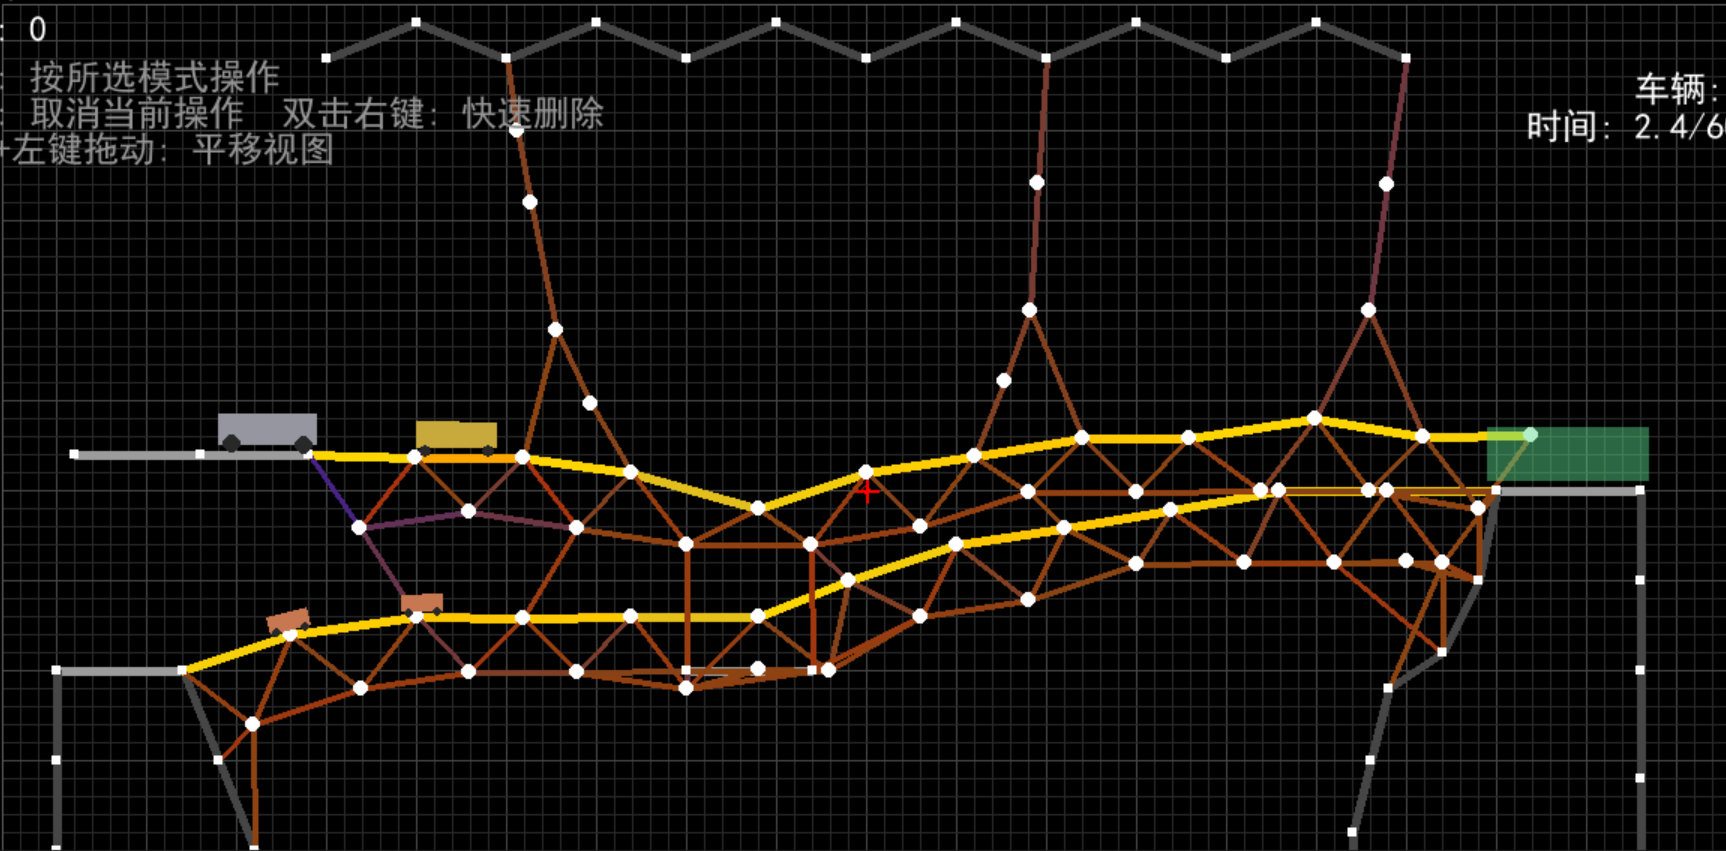 : 0
: 按所选模式操作
: 取消当前操作 双击右键: 快速删除
+左键拖动: 平移视图
车辆:
时间: 2.4/6